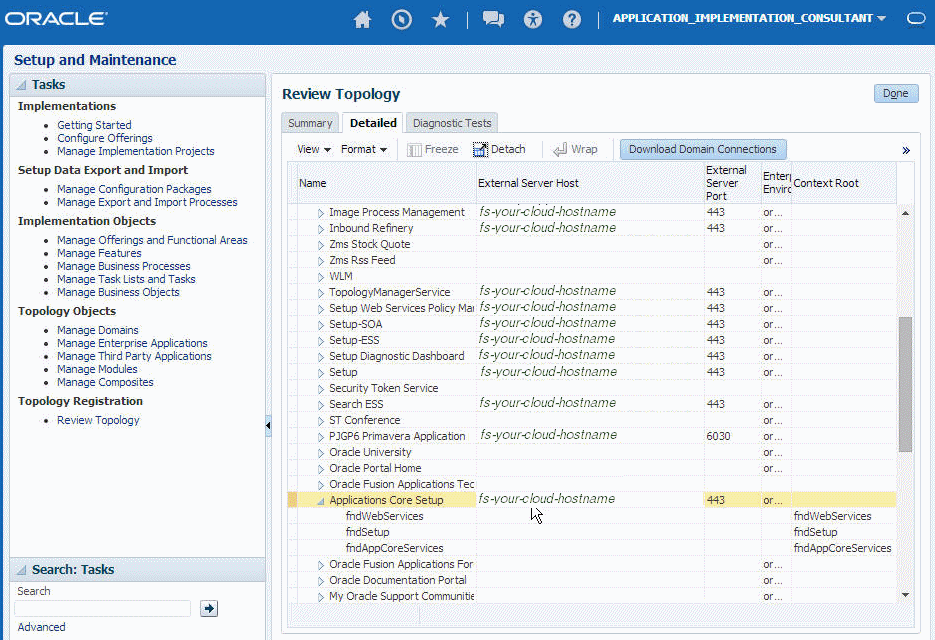 ORACLE
APPLICATION_IMPLEMENTATION_CONSULTANT
Setup and Maintenance
Tasks
Implementations
Getting Started
Configure Offerings
Manage Implementation Projects
Setup Data Export and Import
Manage Configuration Packages
Manage Export and Import Processes
Implementation Objects
Manage Offerings and Functional Areas
Manage Features
Manage Business Processes
Manage Task Lists and Tasks
Manage Business Objects
Topology Objects
Manage Domains
Manage Enterprise Applications
Manage Third Party Applications
Manage Modules
Manage Composites
Topology Registration
Review Topology
Search: Tasks
Search
Advanced
Review Topology
Done
Summary Detailed Diagnostic Tests
View Format Freeze Detach Wrap Download Domain Connections »
Name External Server Host External Server Port Enter Enviro Context Root
Image Process Management fs-your-cloud-hostname 443 or...
Inbound Refinery fs-your-cloud-hostname 443 or...
Zms Stock Quote or...
Zms Rss Feed or...
WLM
TopologyManagerService fs-your-cloud-hostname 443 or...
Setup Web Services Policy Mar fs-your-cloud-hostname 443 or...
Setup-SOA fs-your-cloud-hostname 443 or...
Setup-ESS fs-your-cloud-hostname 443 or...
Setup Diagnostic Dashboard fs-your-cloud-hostname 443 or...
Setup fs-your-cloud-hostname 443 or...
Security Token Service
Search ESS fs-your-cloud-hostname 443 or...
ST Conference or...
PJGP6 Primavera Application fs-your-cloud-hostname 6030 or...
Oracle University or...
Oracle Portal Home or...
Oracle Fusion Applications Tec
Applications Core Setup fs-your-cloud-hostname 443 or...
fndWebServices fndWebServices
fndSetup fndSetup
fndAppCoreServices fndAppCoreServices
Oracle Fusion Applications For or...
Oracle Documentation Portal or...
My Oracle Support Communitie or...